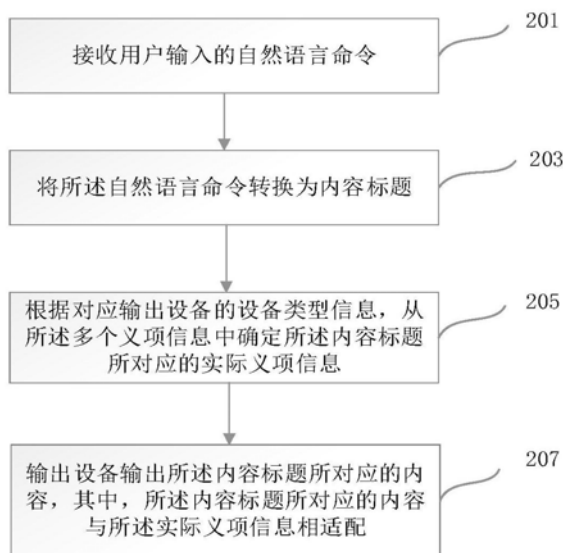 接收用户输入的自然语言命令
201
将所述自然语言命令转换为内容标题
203
根据对应输出设备的设备类型信息，从
所述多个义项信息中确定所述内容标题
所对应的实际义项信息
205
输出设备输出所述内容标题所对应的内
容，其中，所述内容标题所对应的内容
与所述实际义项信息相适配
207